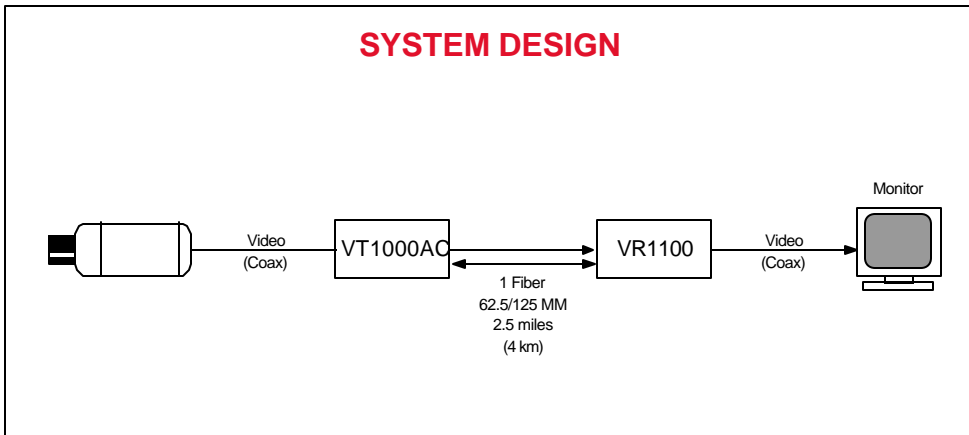 SYSTEM DESIGN
Monitor
Video
(Coax)
VT1000AC
VR1100
Video
(Coax)
1 Fiber
62.5/125 MM
2.5 miles
(4 km)